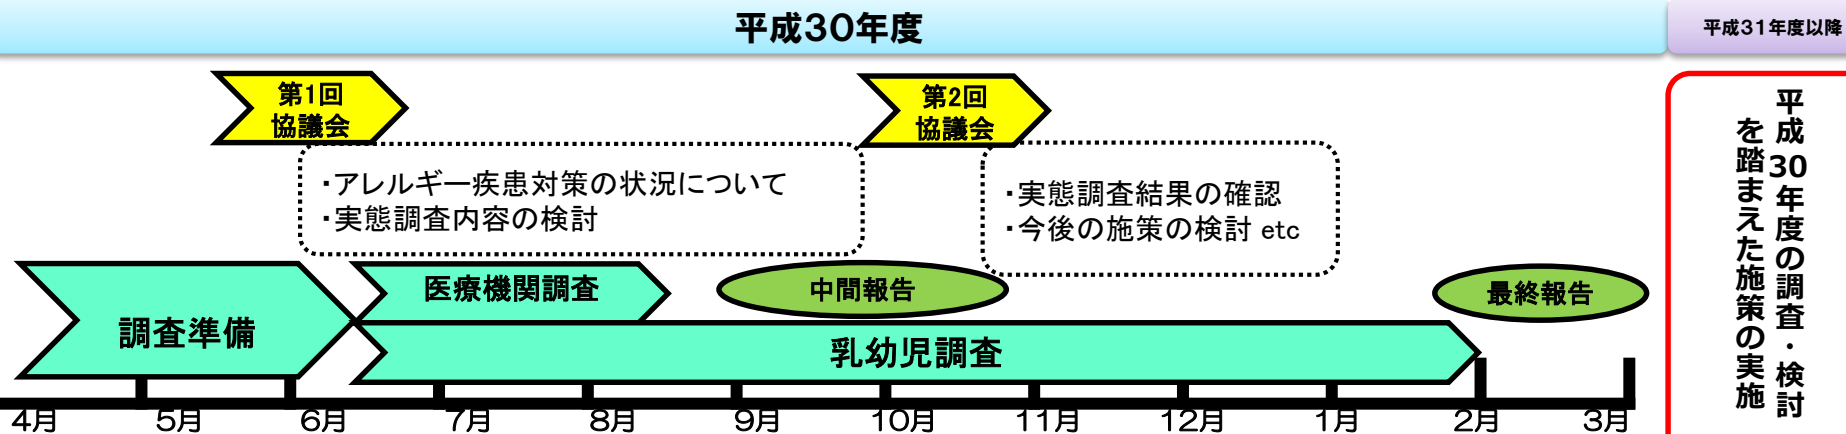 平成30年度
平成31年度以降
第1回
協議会
第2回
協議会
・アレルギー疾患対策の状況について
・実態調査内容の検討
・実態調査結果の確認
・今後の施策の検討 etc
調査準備
医療機関調査
中間報告
最終報告
乳幼児調査
4月
5月
6月
7月
8月
9月
10月
11月
12月
1月
2月
3月
平成30年度の調査・検討
を踏まえた施策の実施